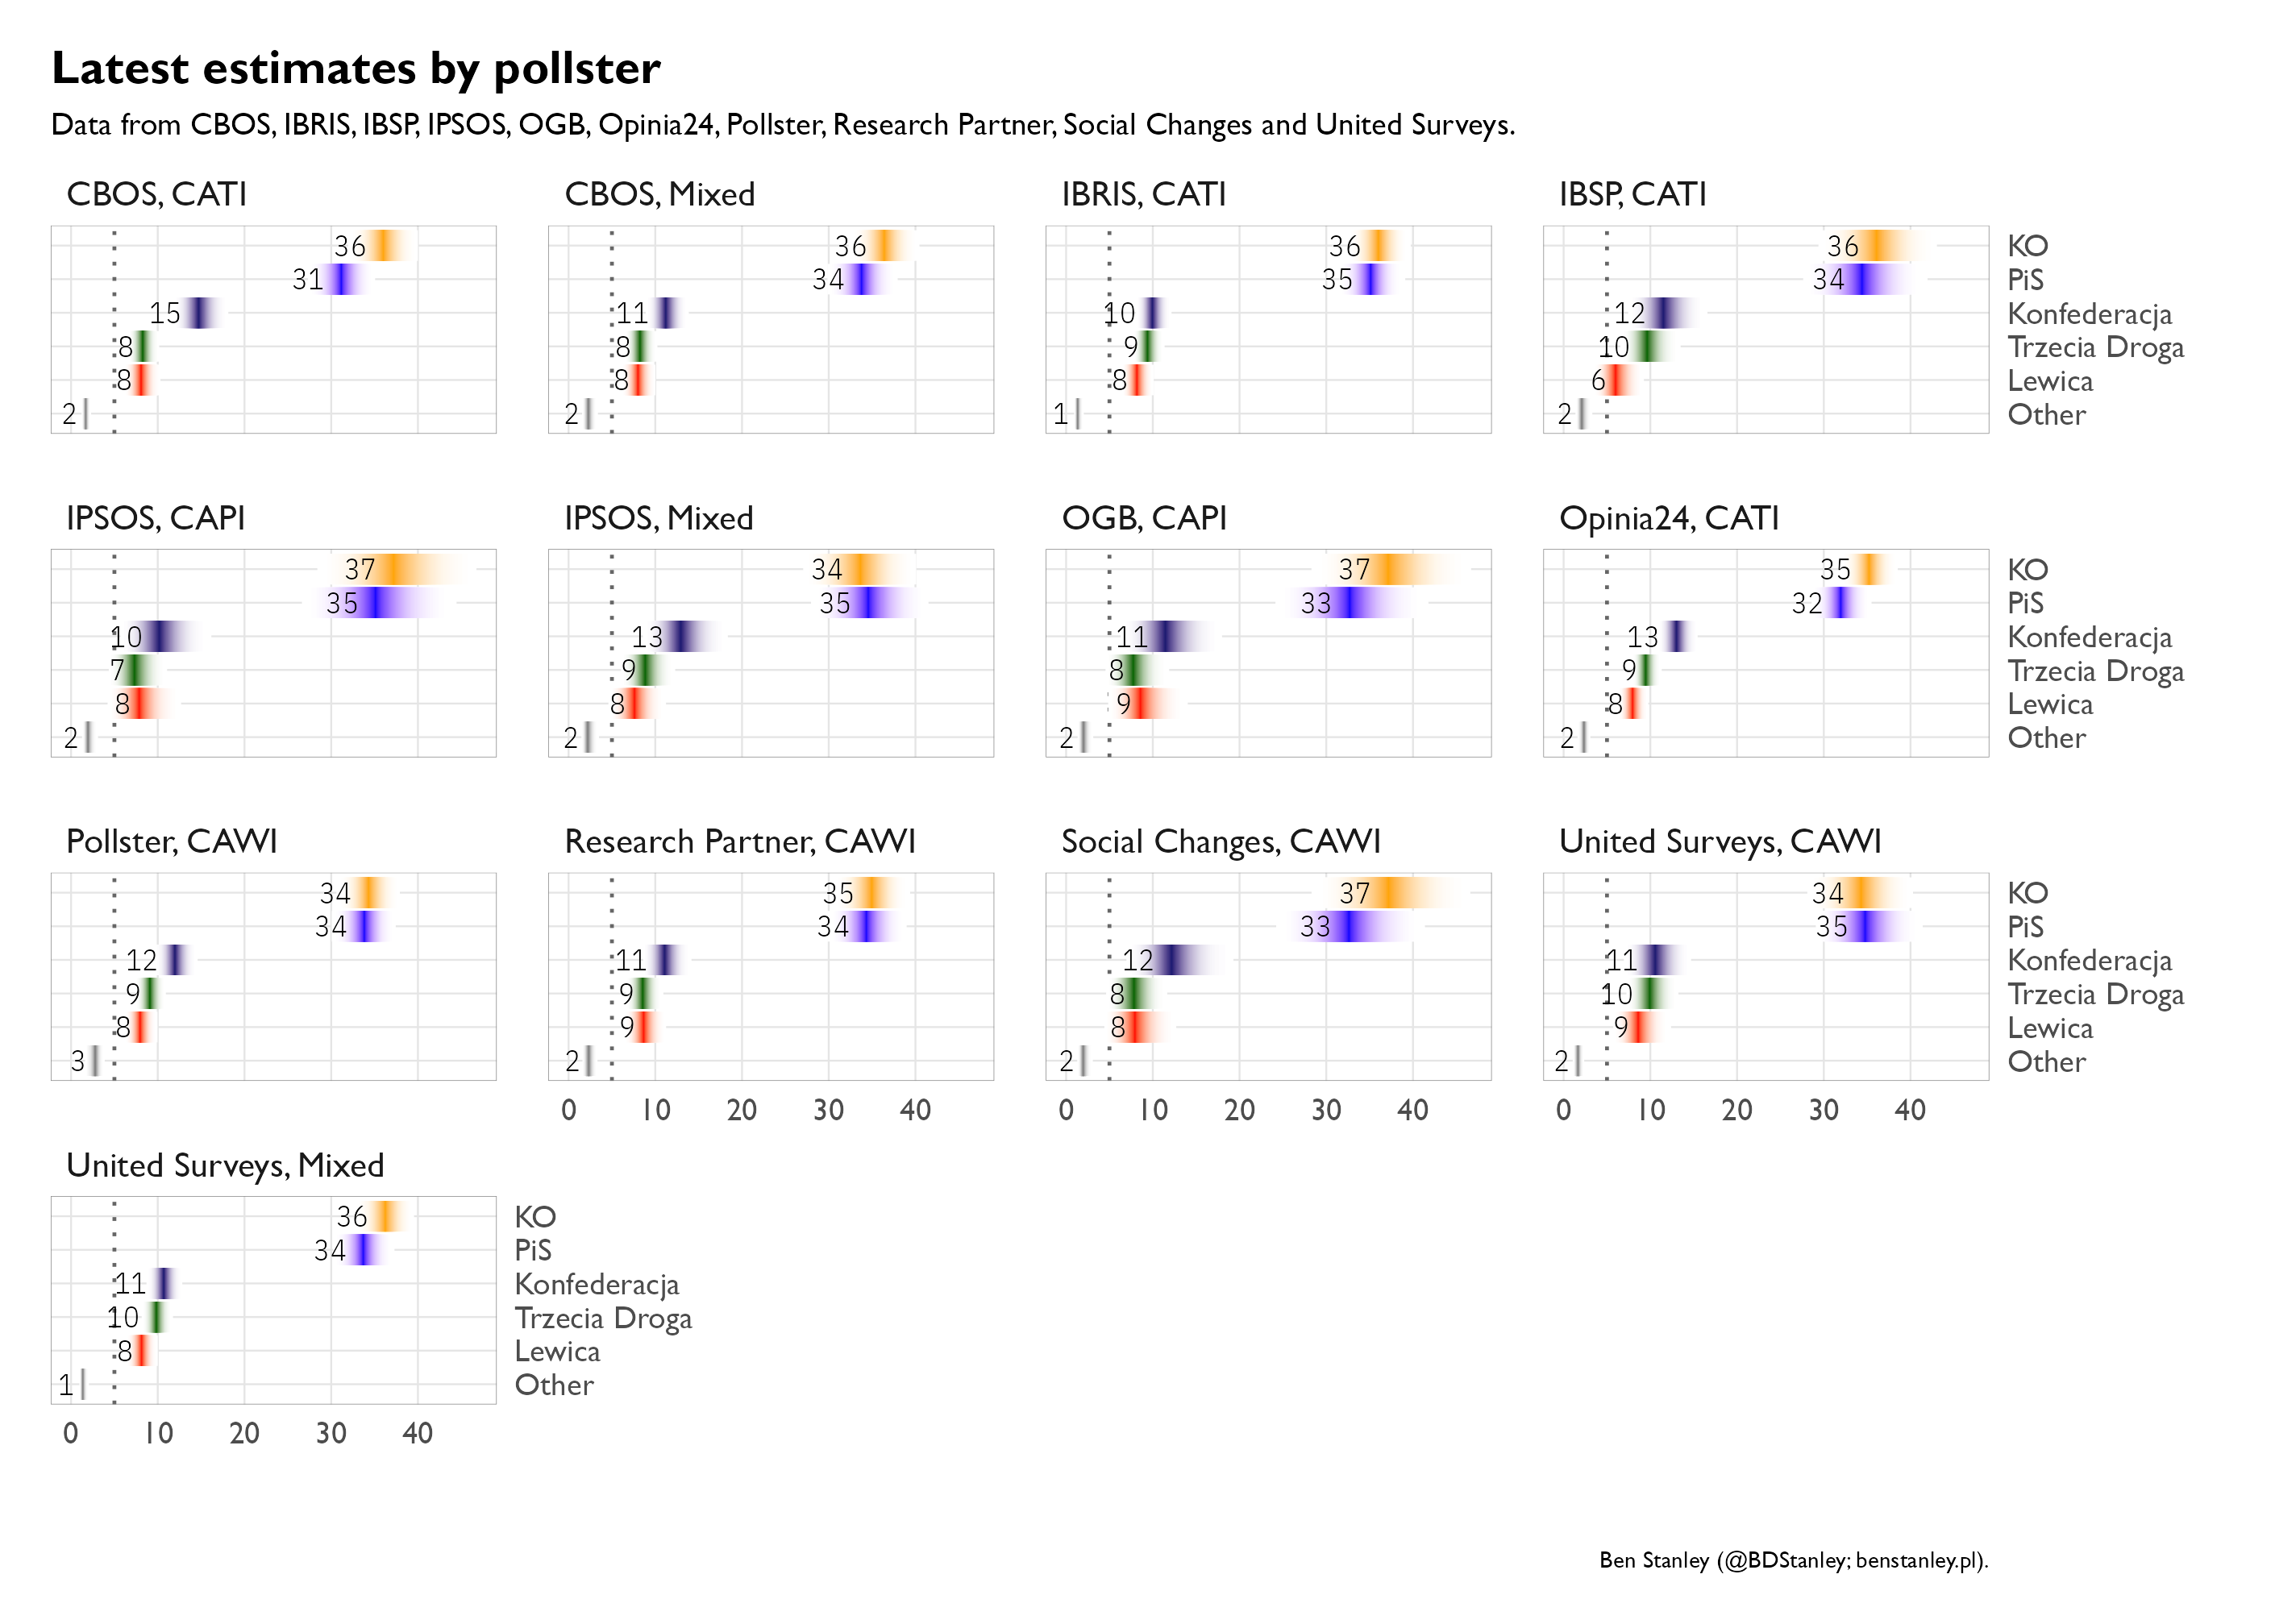 Latest estimates by pollster
Data from CBOS, IBRIS, IBSP, IPSOS, OGB, Opinia24, Pollster, Research Partner, Social Changes and United Surveys.
CBOS, CATI
CBOS, Mixed
IBRIS, CATI
IBSP, CATI
36 36 36 36 KO
31 34 35 34 PiS
15 11 10 12 Konfederacja
8 8 9 10 Trzecia Droga
8 8 8 6 Lewica
2 2 1 2 Other
IPSOS, CAPI
IPSOS, Mixed
OGB, CAPI
Opinia24, CATI
37 34 37 35 KO
35 35 33 32 PiS
10 13 11 13 Konfederacja
7 9 8 9 Trzecia Droga
8 8 9 8 Lewica
2 2 2 2 Other
Pollster, CAWI
Research Partner, CAWI
Social Changes, CAWI
United Surveys, CAWI
34 35 37 34 KO
34 34 33 35 PiS
12 11 12 11 Konfederacja
9 9 8 10 Trzecia Droga
8 9 8 9 Lewica
3 2 2 2 Other
0 10 20 30 40 0 10 20 30 40 0 10 20 30 40
United Surveys, Mixed
36 KO
34 PiS
11 Konfederacja
10 Trzecia Droga
8 Lewica
1 Other
0 10 20 30 40
Ben Stanley (@BDStanley; benstanley.pl).